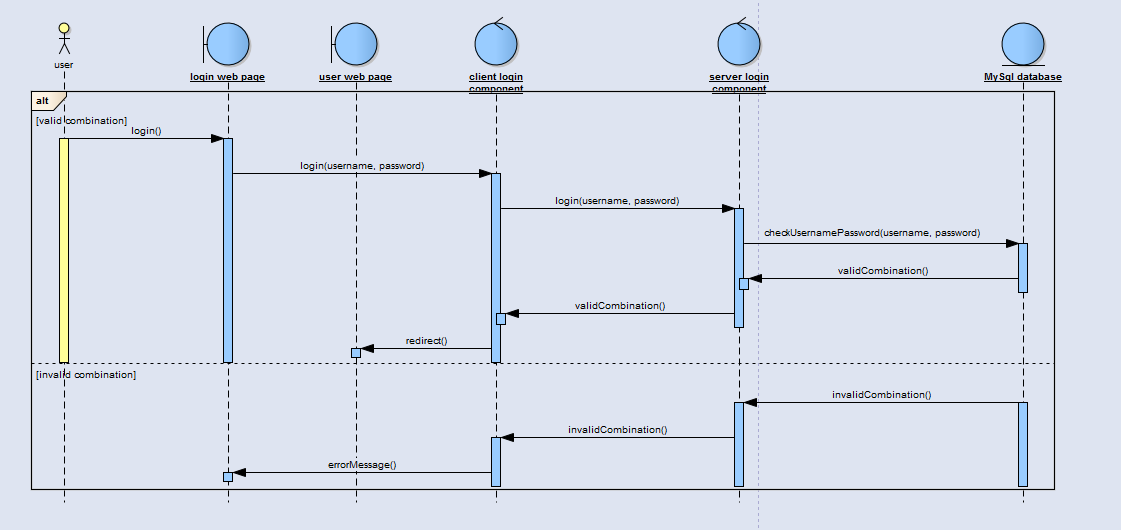 user
login web page
user web page
client login
component
server login
component
MySql database
alt
[valid combination]
login()
login(username, password)
login(username, password)
checkUsernamePassword(username, password)
validCombination()
validCombination()
redirect()
[invalid combination]
invalidCombination()
invalidCombination()
errorMessage()